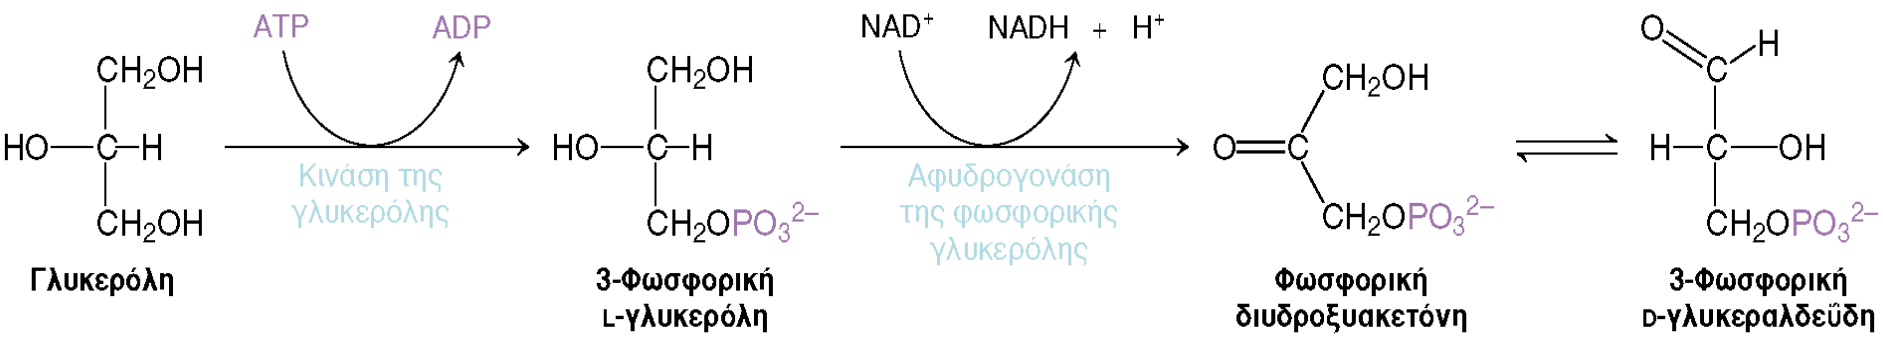 ATP ADP
CH₂OH
HO C H
CH₂OH
Κινάση της
γλυκερόλης
Γλυκερόλη
CH₂OH
HO C H
CH₂OPO₃²⁻
3-Φωσφορική
L-γλυκερόλη
NAD⁺ NADH + H⁺
Αφυδρογονάση
της φωσφορικής
γλυκερόλης
CH₂OH
O C
CH₂OPO₃²⁻
Φωσφορική
διυδροξυακετόνη
O H
C
H C OH
CH₂OPO₃²⁻
3-Φωσφορική
D-γλυκεραλδεΰδη